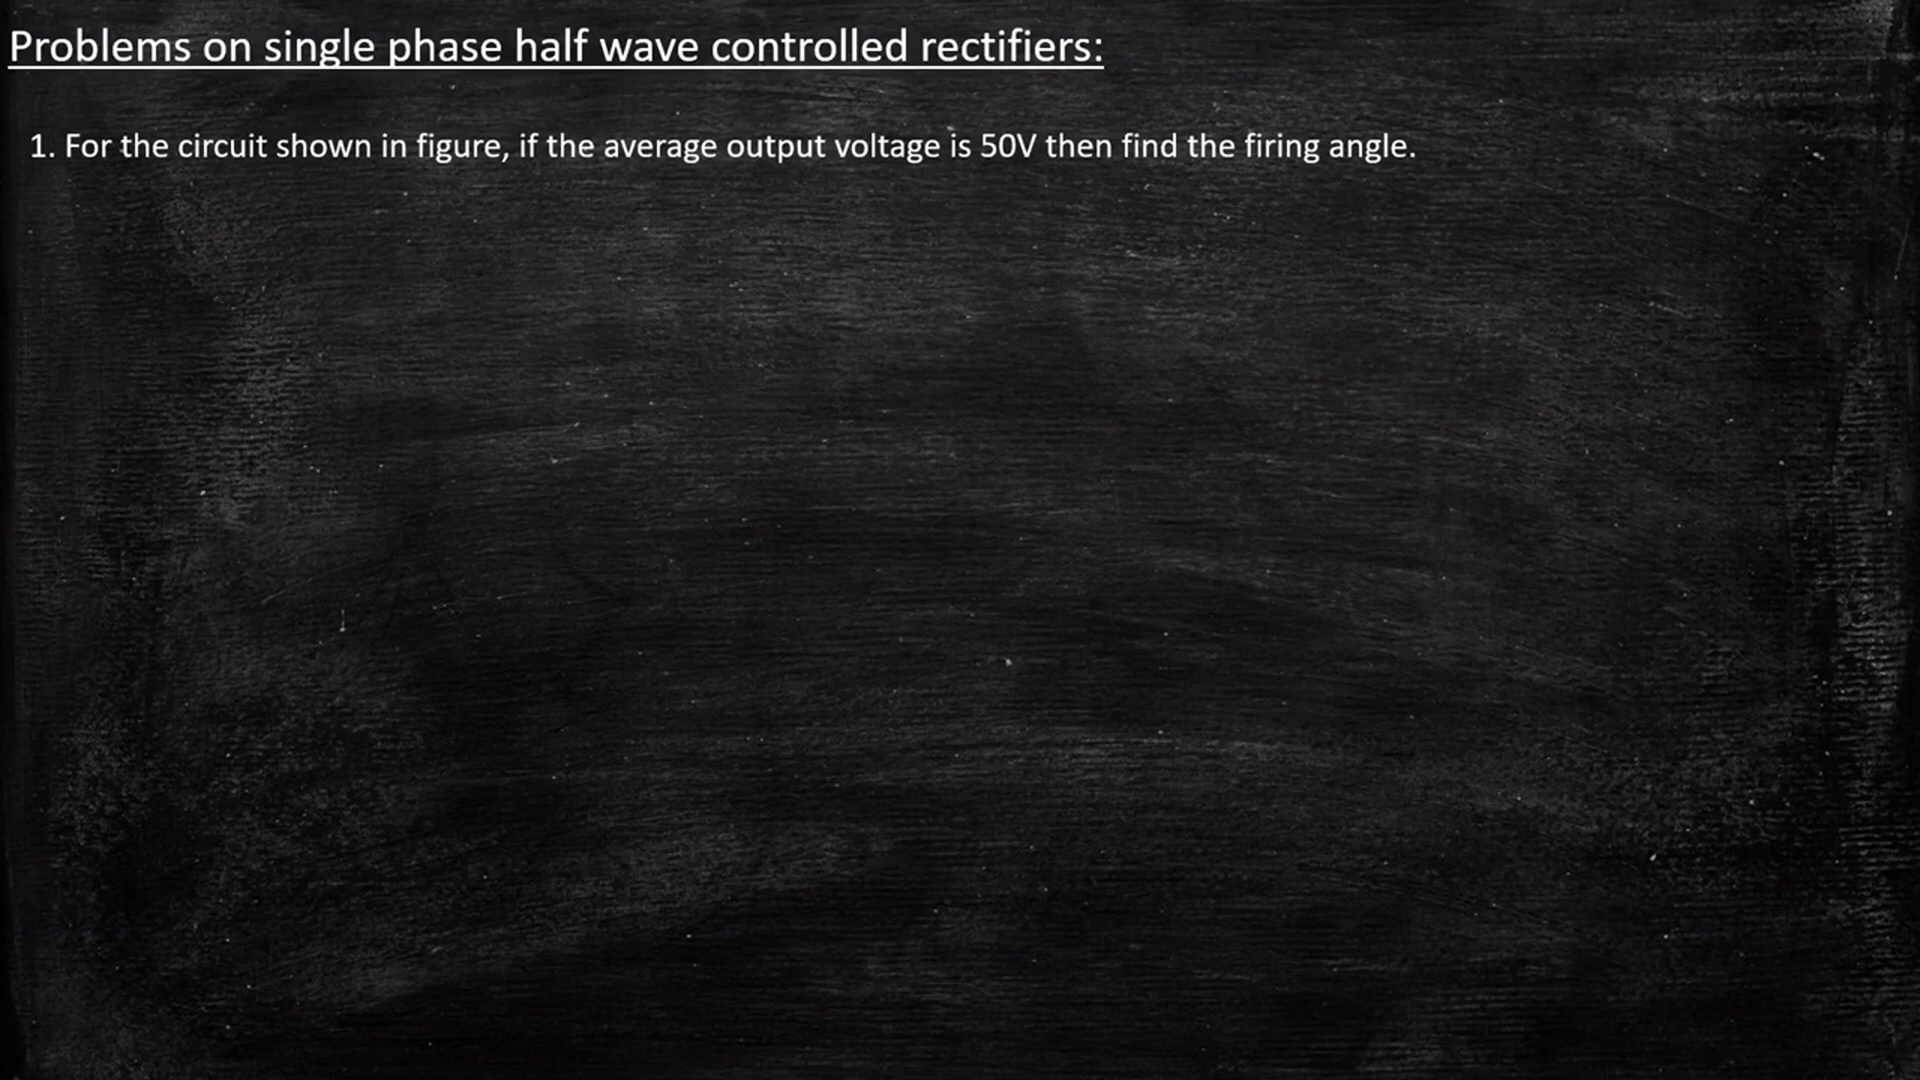 Problems on single phase half wave controlled rectifiers:
1. For the circuit shown in figure, if the average output voltage is 50V then find the firing angle.